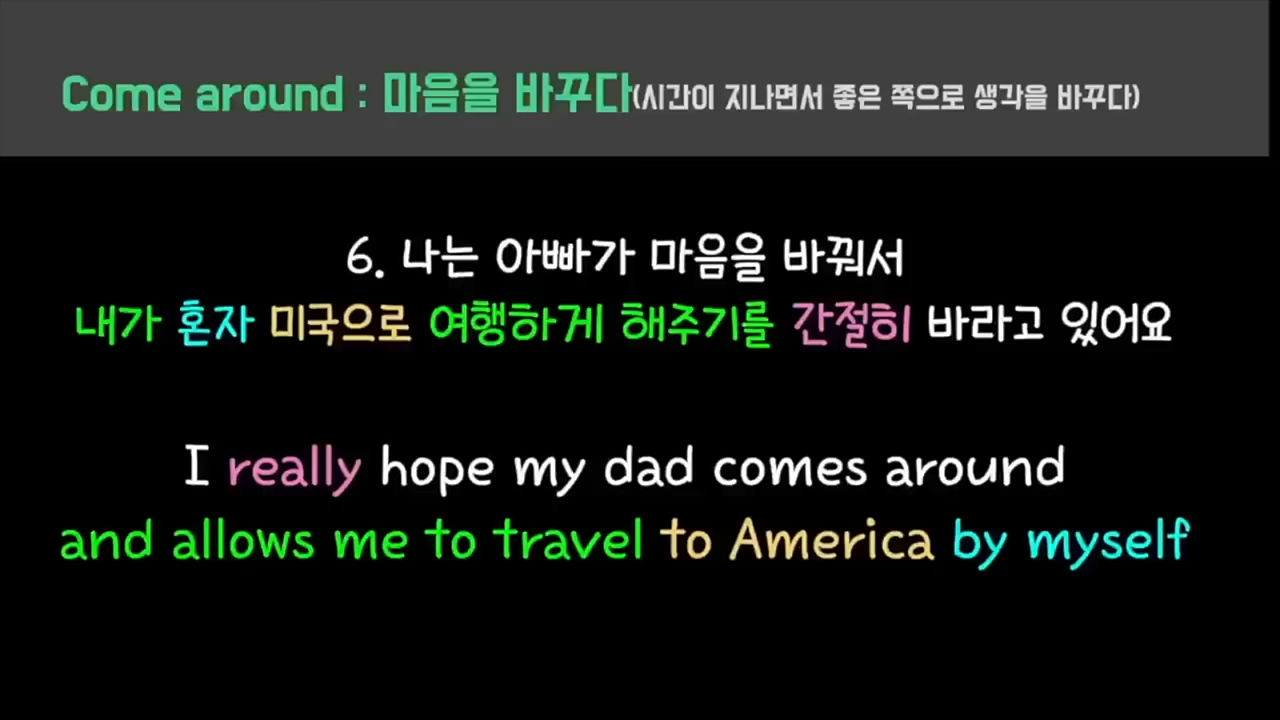 Come around : 마음을 바꾸다(시간이 지나면서 좋은 쪽으로 생각을 바꾸다)
6. 나는 아빠가 마음을 바꿔서
내가 혼자 미국으로 여행하게 해주기를 간절히 바라고 있어요
I really hope my dad comes around
and allows me to travel to America by myself